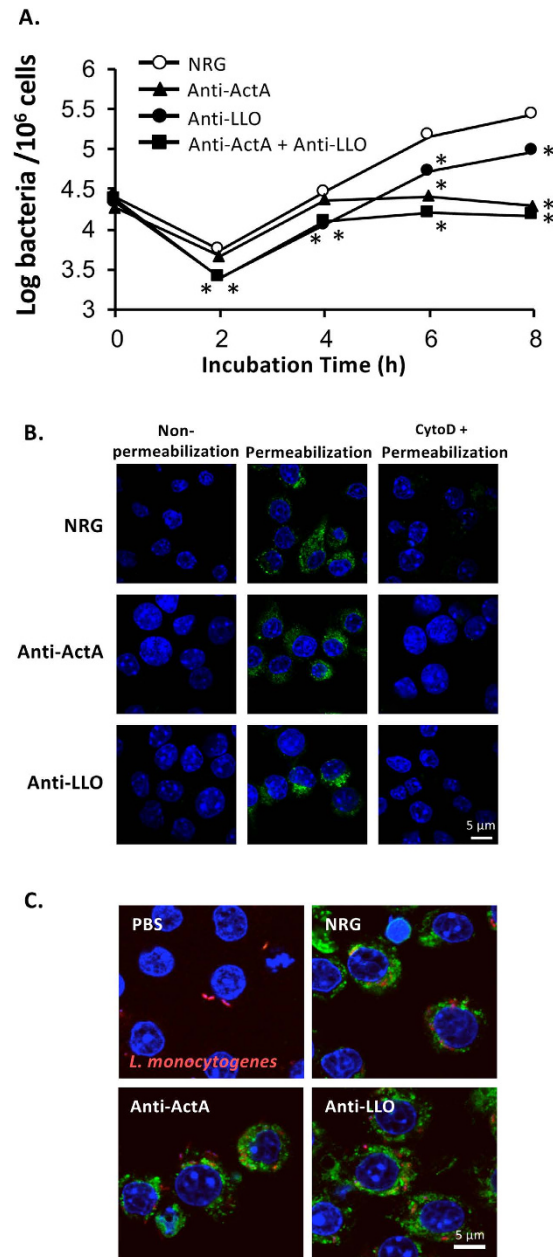 A.
NRG
Anti-ActA
Anti-LLO
Anti-ActA + Anti-LLO
Log bacteria /10⁶ cells
6
5.5
5
4.5
4
3.5
3
* * * * * * * * *
0 2 4 6 8
Incubation Time (h)
B.
Non-
permeabilization
Permeabilization
CytoD +
Permeabilization
NRG
Anti-ActA
Anti-LLO
5 µm
C.
PBS
NRG
L. monocytogenes
Anti-ActA
Anti-LLO
5 µm